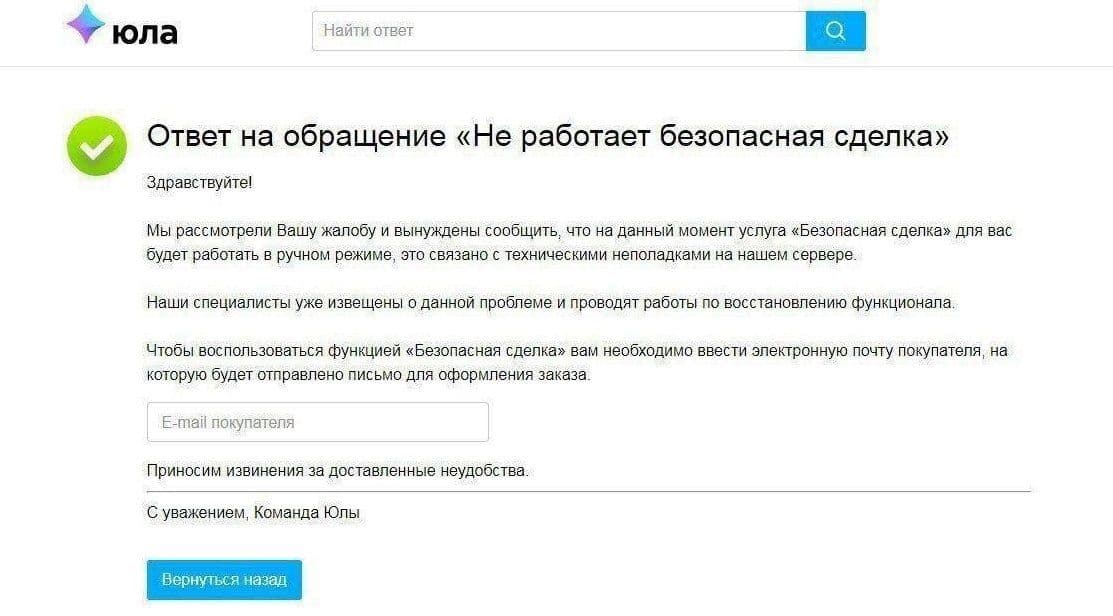 юла
Найти ответ
Ответ на обращение «Не работает безопасная сделка»
Здравствуйте!
Мы рассмотрели Вашу жалобу и вынуждены сообщить, что на данный момент услуга «Безопасная сделка» для вас
будет работать в ручном режиме, это связано с техническими неполадками на нашем сервере.
Наши специалисты уже извещены о данной проблеме и проводят работы по восстановлению функционала.
Чтобы воспользоваться функцией «Безопасная сделка» вам необходимо ввести электронную почту покупателя, на
которую будет отправлено письмо для оформления заказа.
E-mail покупателя
Приносим извинения за доставленные неудобства.
С уважением, Команда Юлы
Вернуться назад